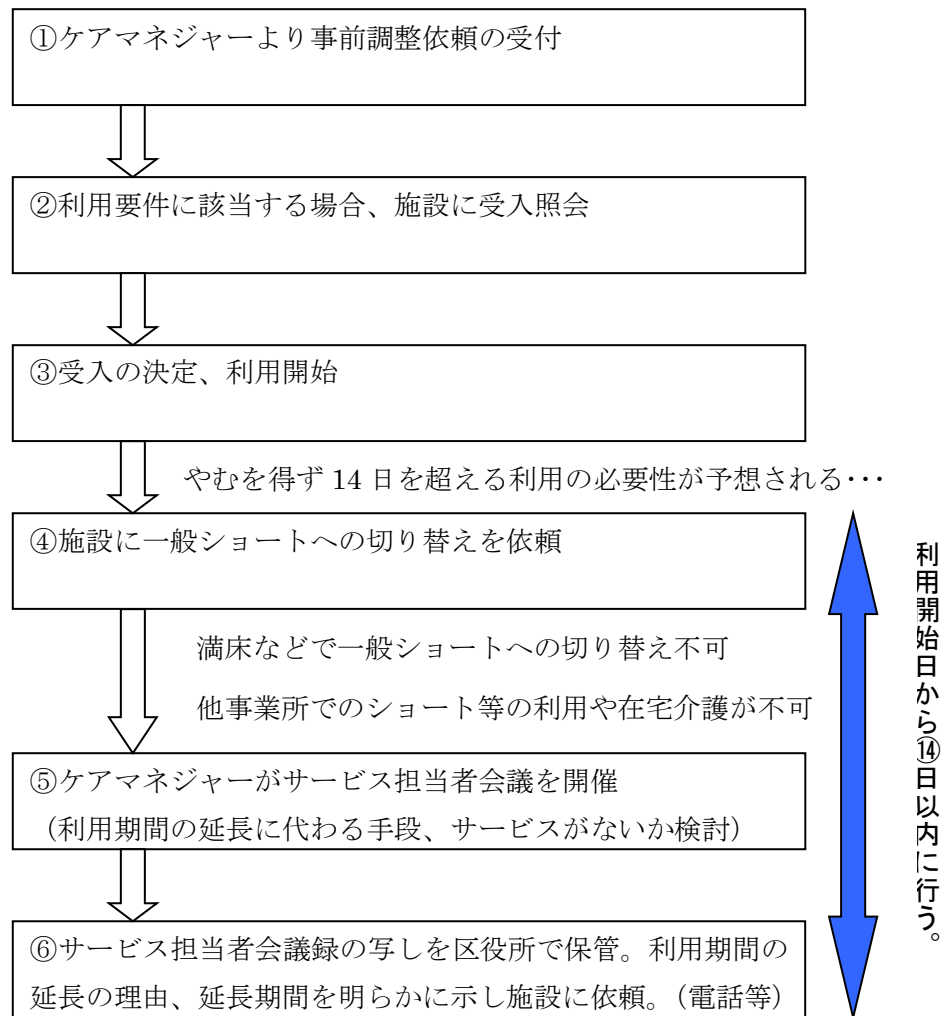 ①ケアマネジャーより事前調整依頼の受付
②利用要件に該当する場合、施設に受入照会
③受入の決定、利用開始
やむを得ず 14 日を超える利用の必要性が予想される・・・
④施設に一般ショートへの切り替えを依頼
満床などで一般ショートへの切り替え不可
他事業所でのショート等の利用や在宅介護が不可
⑤ケアマネジャーがサービス担当者会議を開催
（利用期間の延長に代わる手段、サービスがないか検討）
⑥サービス担当者会議録の写しを区役所で保管。利用期間の
延長の理由、延長期間を明らかに示し施設に依頼。（電話等）
利用開始日から⑭日以内に行う。